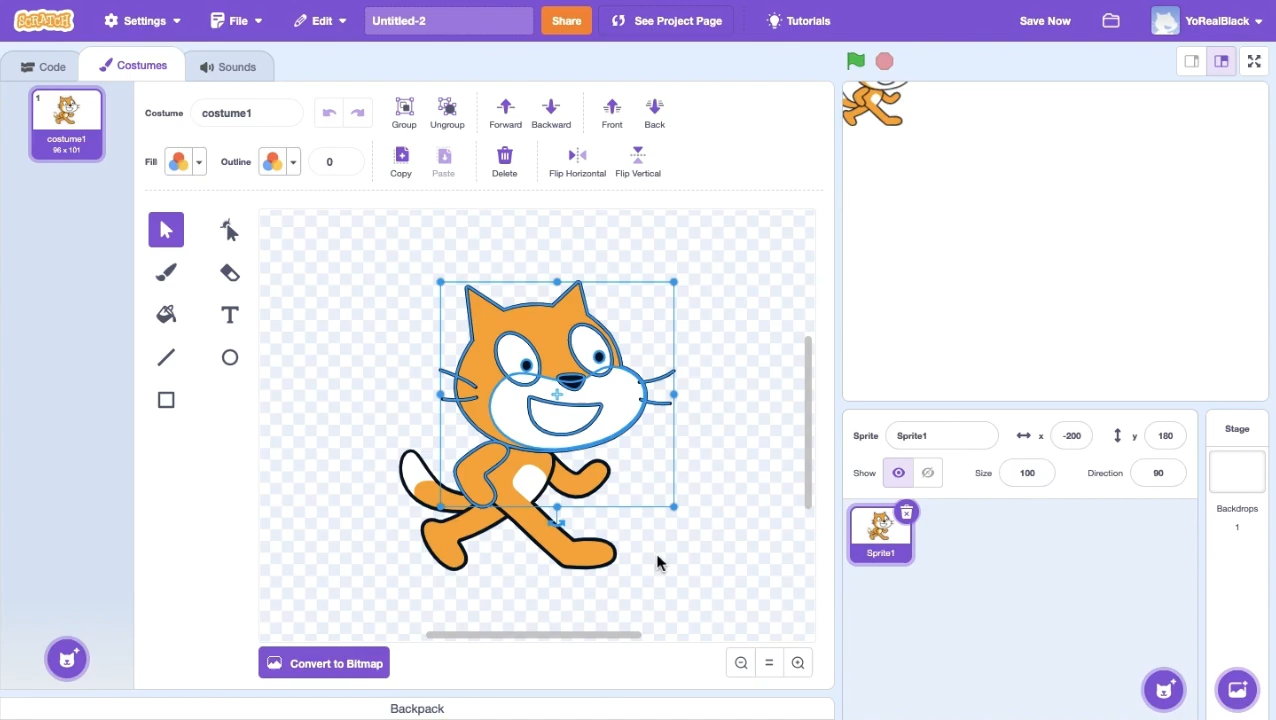 SCRATCH Settings File Edit Untitled-2 Share See Project Page Tutorials Save Now YoRealBlack
Code Costumes Sounds
1
costume1
96 x 101
Costume costume1 Group Ungroup Forward Backward Front Back
Fill Outline 0 Copy Paste Delete Flip Horizontal Flip Vertical
T
Convert to Bitmap
=
Backpack
Sprite Sprite1 x -200 y 180
Show Size 100 Direction 90
Sprite1
Stage
Backdrops
1